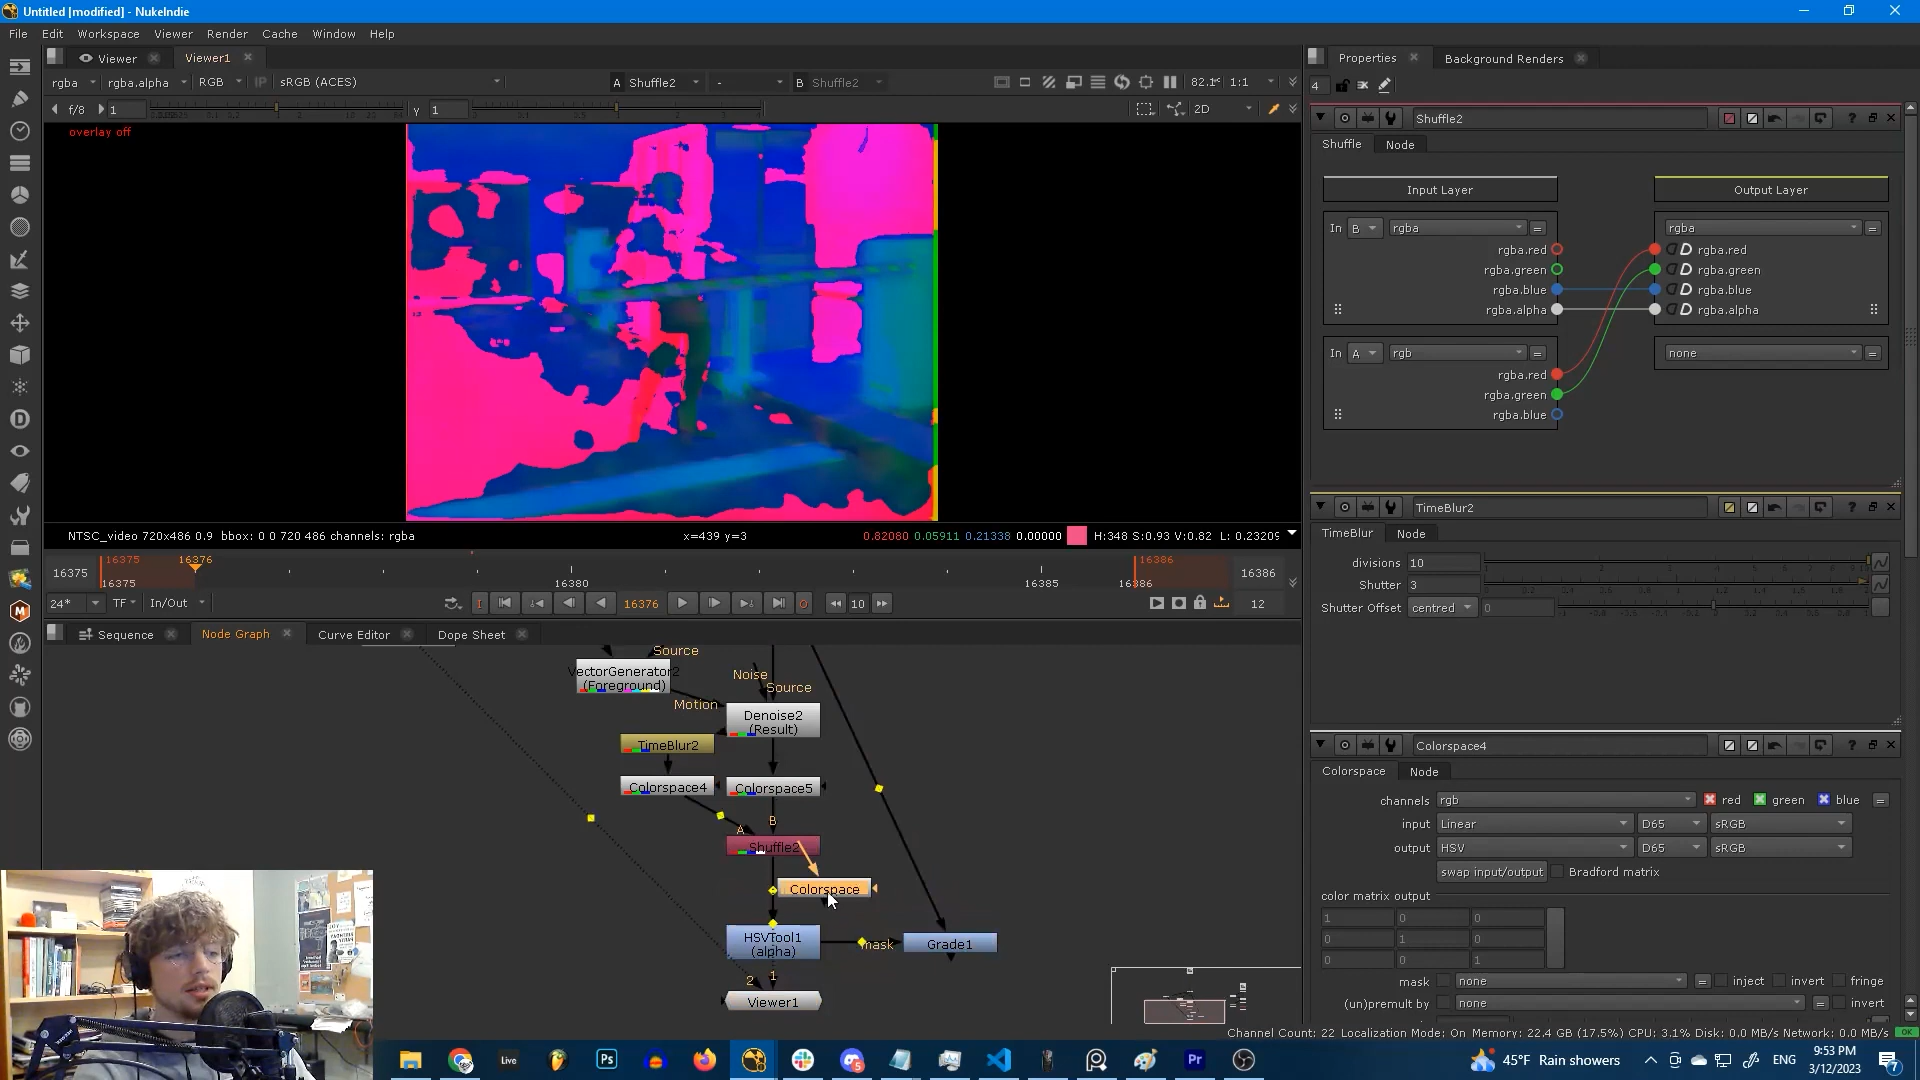 Untitled [modified] - NukeIndie
File Edit Workspace Viewer Render Cache Window Help
Viewer Viewer1
rgba rgba.alpha RGB IP sRGB (ACES) A Shuffle2 - B Shuffle2 1:1
f/8 1 Y 1 2D
overlay off
NTSC_video 720x486 0.9 bbox: 0 0 720 486 channels: rgba x=439 y=3 0.82080 0.05911 0.21338 0.00000 H:348 S:0.93 V:0.82 L: 0.23209
16375 16375 16376 16386 16386
16375 16380 16385 16386
24* TF In/Out 16376 10 12
Sequence Node Graph Curve Editor Dope Sheet
Source
VectorGenerator2
(Foreground)
Noise
Source
Motion
Denoise2
(Result)
TimeBlur2
Colorspace4 Colorspace5
A B
Shuffle2
Colorspace
HSVTool1
(alpha)
mask Grade1
2 1
Viewer1
Properties Background Renders
4
Shuffle2
Shuffle Node
Input Layer Output Layer
In B rgba rgba
rgba.red rgba.red
rgba.green rgba.green
rgba.blue rgba.blue
rgba.alpha rgba.alpha
In A rgb none
rgba.red
rgba.green
rgba.blue
TimeBlur2
TimeBlur Node
divisions 10
Shutter 3
Shutter Offset centred 0
Colorspace4
Colorspace Node
channels rgb red green blue
input Linear D65 sRGB
output HSV D65 sRGB
swap input/output Bradford matrix
color matrix output
1 0 0
0 1 0
0 0 1
mask none inject invert fringe
(un)premult by none invert
Channel Count: 22 Localization Mode: On Memory: 22.4 GB (17.5%) CPU: 3.1% Disk: 0.0 MB/s Network: 0.0 MB/s OK
Live Ps Pr 45°F Rain showers ENG 9:53 PM
3/12/2023